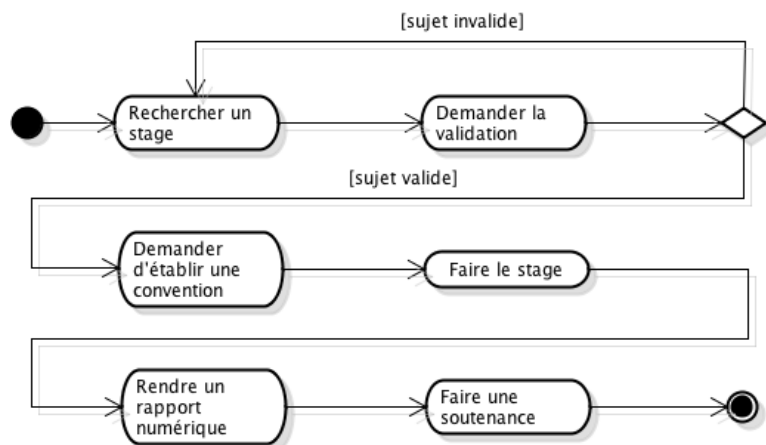 [sujet invalide]
Rechercher un
stage
Demander la
validation
[sujet valide]
Demander
d'établir une
convention
Faire le stage
Rendre un
rapport
numérique
Faire une
soutenance